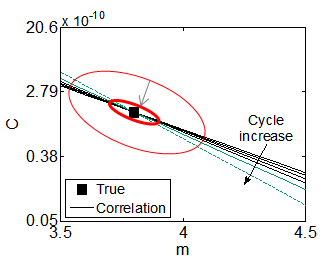 20.6 x 10⁻¹⁰
2.79
C
0.38
0.05
Cycle
increase
True
Correlation
3.5 4 4.5
m